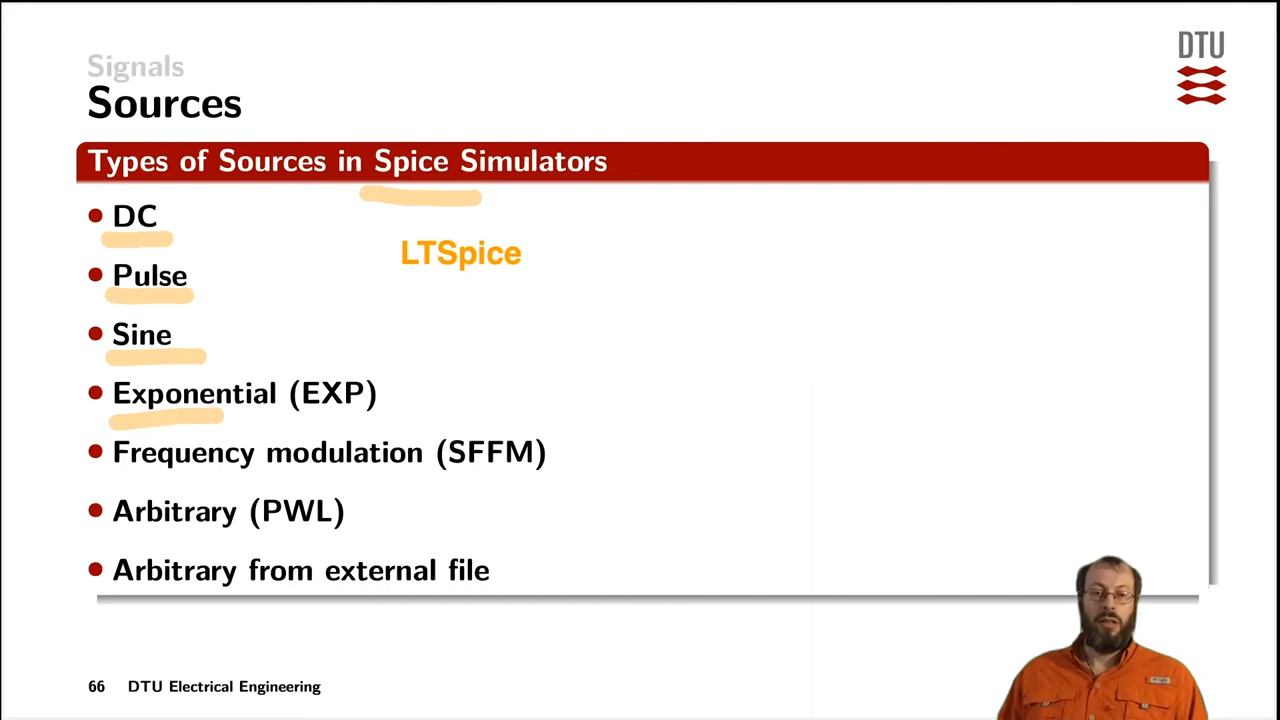 DTU
Signals
Sources
Types of Sources in Spice Simulators
• DC
LTSpice
• Pulse
• Sine
• Exponential (EXP)
• Frequency modulation (SFFM)
• Arbitrary (PWL)
• Arbitrary from external file
66 DTU Electrical Engineering